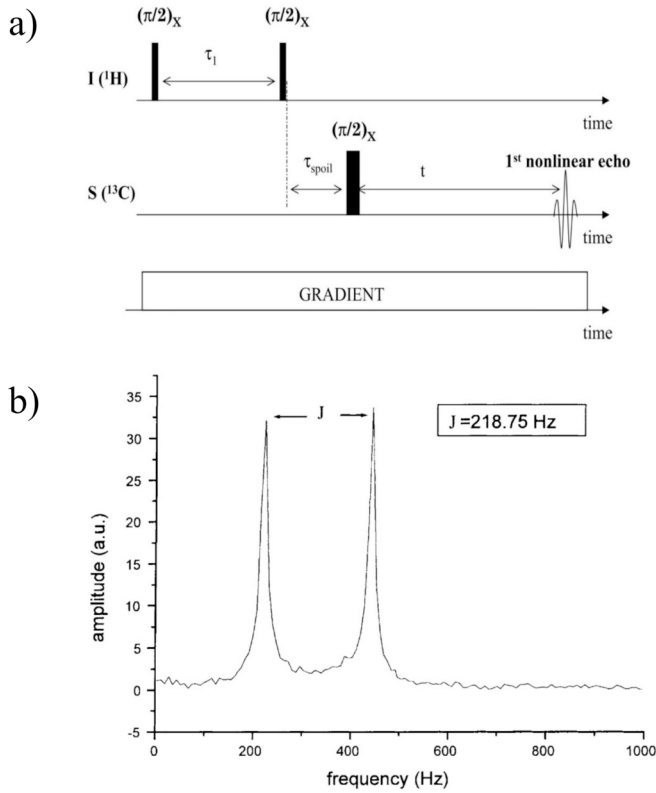 a)
(π/2)x (π/2)x
τ1
I (¹H)
time
(π/2)x
τspoil
t
1st nonlinear echo
S (¹³C)
time
GRADIENT
time
b)
35
30
25
20
15
10
5
0
-5
J
J =218.75 Hz
amplitude (a.u.)
0 200 400 600 800 1000
frequency (Hz)